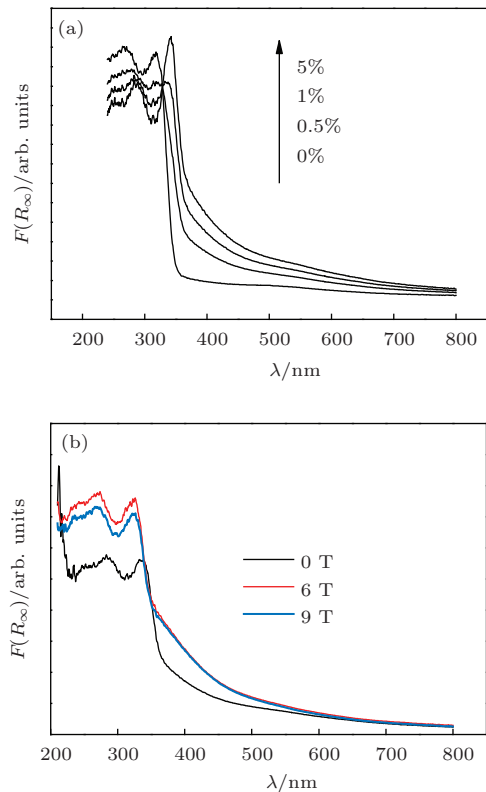 (a)
5%
1%
0.5%
0%
F(R∞)/arb. units
200 300 400 500 600 700 800
λ/nm
(b)
0 T
6 T
9 T
F(R∞)/arb. units
200 300 400 500 600 700 800
λ/nm